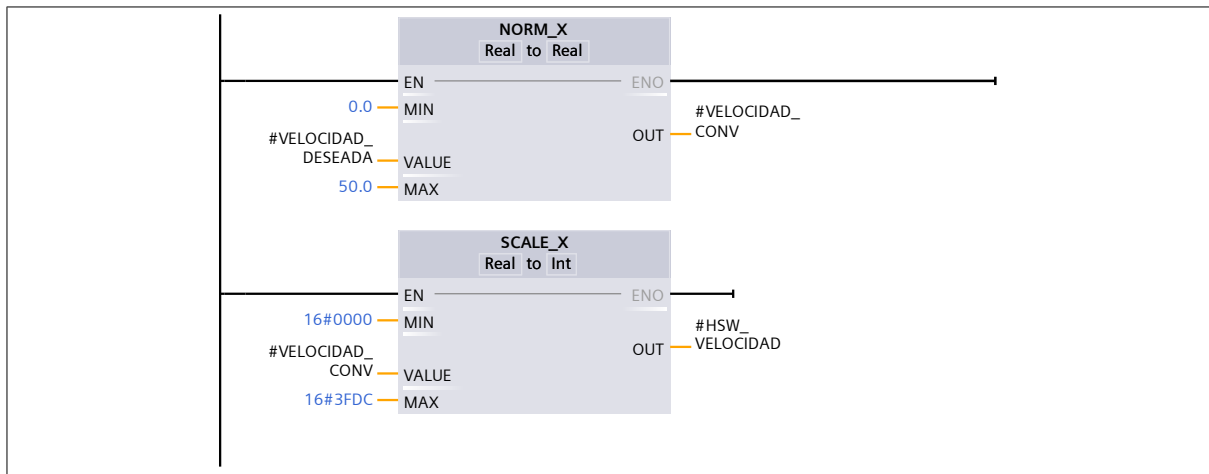 NORM_X
Real to Real
EN
ENO
0.0
MIN
#VELOCIDAD_
CONV
OUT
#VELOCIDAD_
DESEADA
VALUE
50.0
MAX
SCALE_X
Real to Int
EN
ENO
16#0000
MIN
#HSW_
VELOCIDAD
OUT
#VELOCIDAD_
CONV
VALUE
16#3FDC
MAX